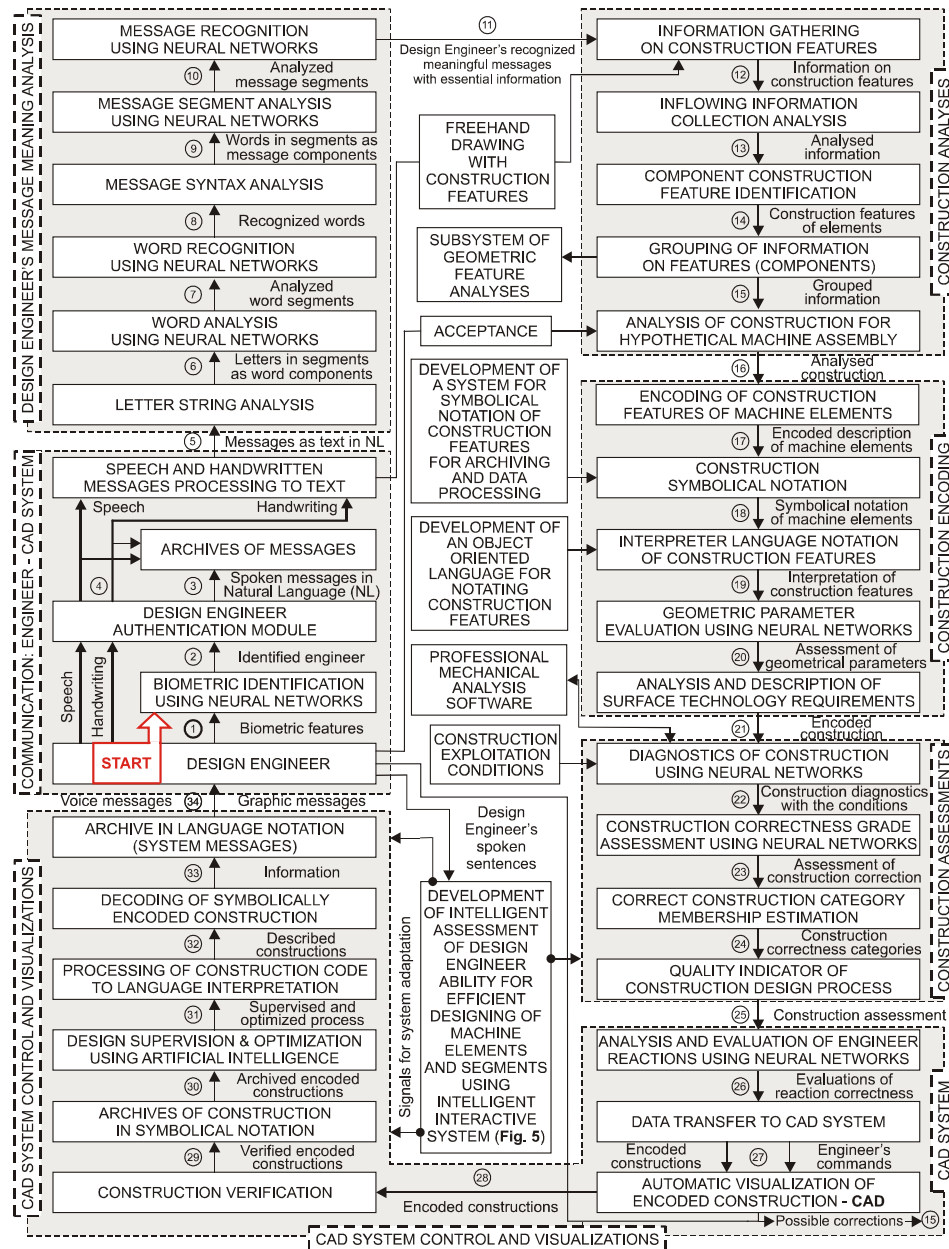 DESIGN ENGINEER'S MESSAGE MEANING ANALYSIS
MESSAGE RECOGNITION
USING NEURAL NETWORKS
10
Analyzed
message segments
MESSAGE SEGMENT ANALYSIS
USING NEURAL NETWORKS
9
Words in segments as
message components
MESSAGE SYNTAX ANALYSIS
8
Recognized words
WORD RECOGNITION
USING NEURAL NETWORKS
7
Analyzed
word segments
WORD ANALYSIS
USING NEURAL NETWORKS
6
Letters in segments
as word components
LETTER STRING ANALYSIS
5
Messages as text in NL
COMMUNICATION: ENGINEER - CAD SYSTEM
SPEECH AND HANDWRITTEN
MESSAGES PROCESSING TO TEXT
Speech
Handwriting
ARCHIVES OF MESSAGES
4
3
Spoken messages in
Natural Language (NL)
DESIGN ENGINEER
AUTHENTICATION MODULE
2
Identified engineer
Speech
Handwriting
BIOMETRIC IDENTIFICATION
USING NEURAL NETWORKS
1
Biometric features
START
DESIGN ENGINEER
Voice messages
34
Graphic messages
CAD SYSTEM CONTROL AND VISUALIZATIONS
ARCHIVE IN LANGUAGE NOTATION
(SYSTEM MESSAGES)
33
Information
DECODING OF SYMBOLICALLY
ENCODED CONSTRUCTION
32
Described
constructions
PROCESSING OF CONSTRUCTION CODE
TO LANGUAGE INTERPRETATION
31
Supervised and
optimized process
DESIGN SUPERVISION & OPTIMIZATION
USING ARTIFICIAL INTELLIGENCE
30
Archived encoded
constructions
ARCHIVES OF CONSTRUCTION
IN SYMBOLICAL NOTATION
29
Verified encoded
constructions
CONSTRUCTION VERIFICATION
11
Design Engineer's recognized
meaningful messages
with essential information
FREEHAND
DRAWING
WITH
CONSTRUCTION
FEATURES
SUBSYSTEM OF
GEOMETRIC
FEATURE
ANALYSES
ACCEPTANCE
DEVELOPMENT OF
A SYSTEM FOR
SYMBOLICAL
NOTATION OF
CONSTRUCTION
FEATURES
FOR ARCHIVING
AND DATA
PROCESSING
DEVELOPMENT OF
AN OBJECT
ORIENTED
LANGUAGE FOR
NOTATING
CONSTRUCTION
FEATURES
PROFESSIONAL
MECHANICAL
ANALYSIS
SOFTWARE
CONSTRUCTION
EXPLOITATION
CONDITIONS
Design
Engineer's
spoken
sentences
Signals for system adaptation
DEVELOPMENT
OF INTELLIGENT
ASSESSMENT
OF DESIGN
ENGINEER
ABILITY FOR
EFFICIENT
DESIGNING OF
MACHINE
ELEMENTS
AND SEGMENTS
USING
INTELLIGENT
INTERACTIVE
SYSTEM (Fig. 5)
28
Encoded constructions
CONSTRUCTION ANALYSES
INFORMATION GATHERING
ON CONSTRUCTION FEATURES
12
Information on
construction features
INFLOWING INFORMATION
COLLECTION ANALYSIS
13
Analysed
information
COMPONENT CONSTRUCTION
FEATURE IDENTIFICATION
14
Construction features
of elements
GROUPING OF INFORMATION
ON FEATURES (COMPONENTS)
15
Grouped
information
ANALYSIS OF CONSTRUCTION FOR
HYPOTHETICAL MACHINE ASSEMBLY
16
Analysed
construction
CONSTRUCTION ENCODING
ENCODING OF CONSTRUCTION
FEATURES OF MACHINE ELEMENTS
17
Encoded description
of machine elements
CONSTRUCTION
SYMBOLICAL NOTATION
18
Symbolical notation
of machine elements
INTERPRETER LANGUAGE NOTATION
OF CONSTRUCTION FEATURES
19
Interpretation of
construction features
GEOMETRIC PARAMETER
EVALUATION USING NEURAL NETWORKS
20
Assessment of
geometrical parameters
ANALYSIS AND DESCRIPTION OF
SURFACE TECHNOLOGY REQUIREMENTS
21
Encoded
construction
CONSTRUCTION ASSESSMENTS
DIAGNOSTICS OF CONSTRUCTION
USING NEURAL NETWORKS
22
Construction diagnostics
with the conditions
CONSTRUCTION CORRECTNESS GRADE
ASSESSMENT USING NEURAL NETWORKS
23
Assessment of
construction correction
CORRECT CONSTRUCTION CATEGORY
MEMBERSHIP ESTIMATION
24
Construction
correctness categories
QUALITY INDICATOR OF
CONSTRUCTION DESIGN PROCESS
25
Construction assessment
CAD SYSTEM
ANALYSIS AND EVALUATION OF ENGINEER
REACTIONS USING NEURAL NETWORKS
26
Evaluations of
reaction correctness
DATA TRANSFER TO CAD SYSTEM
Encoded
constructions
27
Engineer's
commands
AUTOMATIC VISUALIZATION OF
ENCODED CONSTRUCTION - CAD
Possible corrections
15
CAD SYSTEM CONTROL AND VISUALIZATIONS